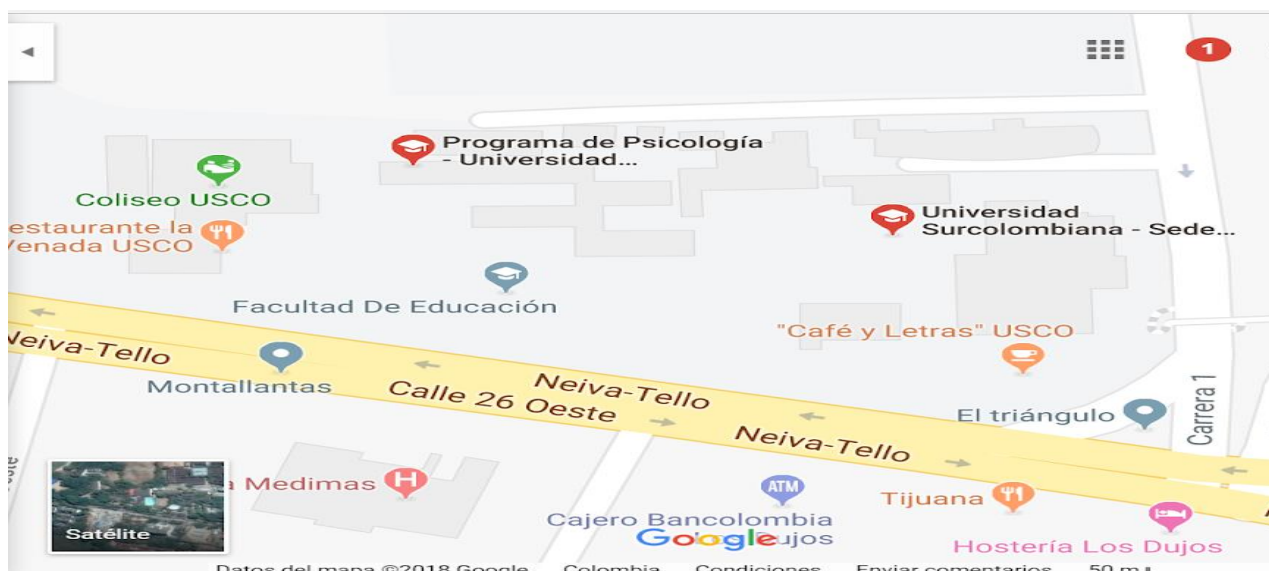 1
Programa de Psicología
- Universidad...
Coliseo USCO
Universidad
Surcolombiana - Sede...
estaurante la
Venada USCO
Facultad De Educación
"Café y Letras" USCO
Neiva-Tello
Montallantas
Neiva-Tello
Calle 26 Oeste
El triángulo
Carrera 1
Neiva-Tello
a Medimas
H
ATM
Tijuana
Cajero Bancolombia
ujos
Google
Satélite
Hostería Los Dujos
Datos del mapa ©2018 Google Colombia Condiciones Enviar comentarios 50 m